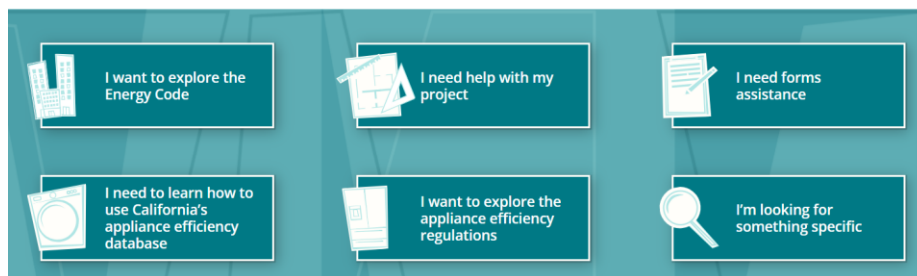 I want to explore the
Energy Code
I need help with my
project
I need forms
assistance
I need to learn how to
use California's
appliance efficiency
database
I want to explore the
appliance efficiency
regulations
I'm looking for
something specific